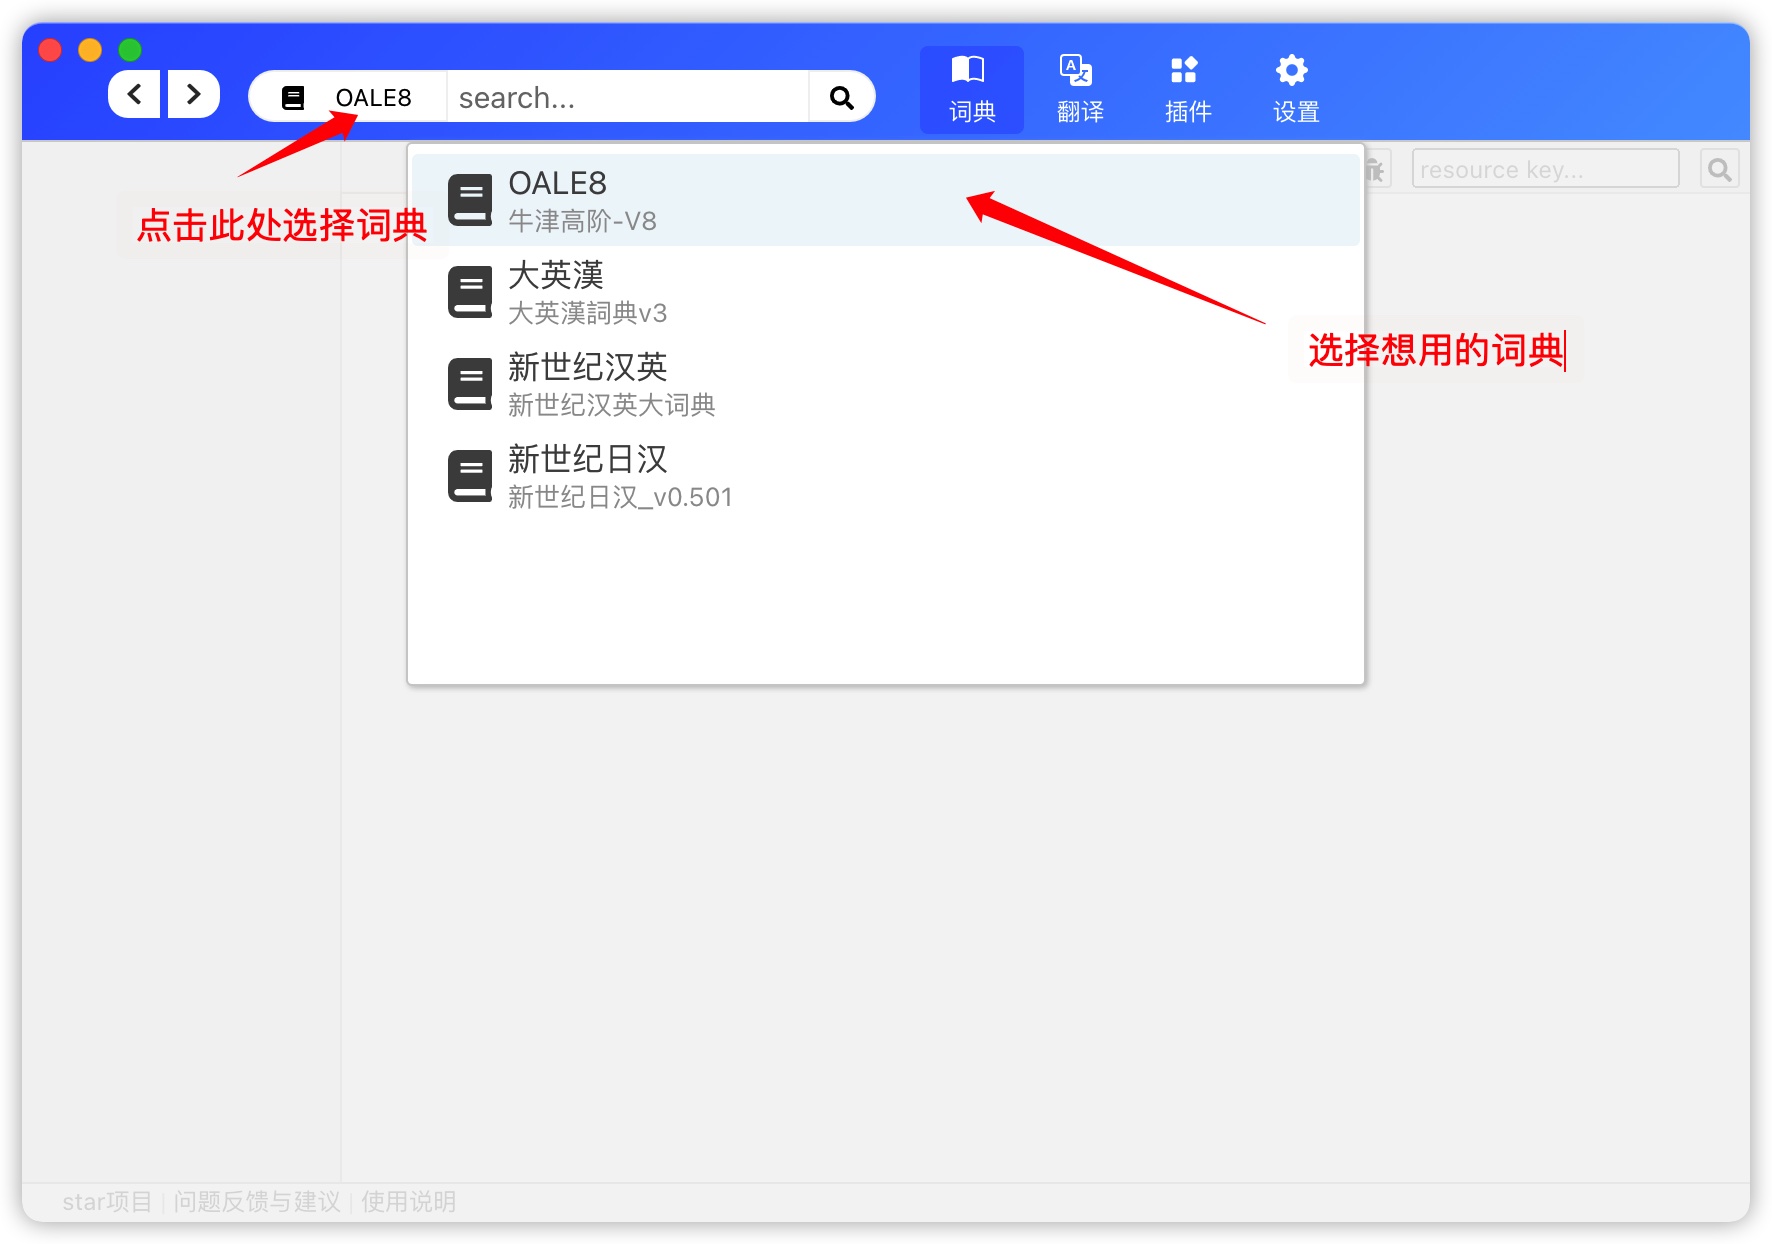 OALE8
search...
词典
翻译
插件
设置
resource key...
点击此处选择词典
OALE8
牛津高阶-V8
大英漢
大英漢詞典v3
新世纪汉英
新世纪汉英大词典
新世纪日汉
新世纪日汉_v0.501
选择想用的词典
star项目 | 问题反馈与建议 | 使用说明